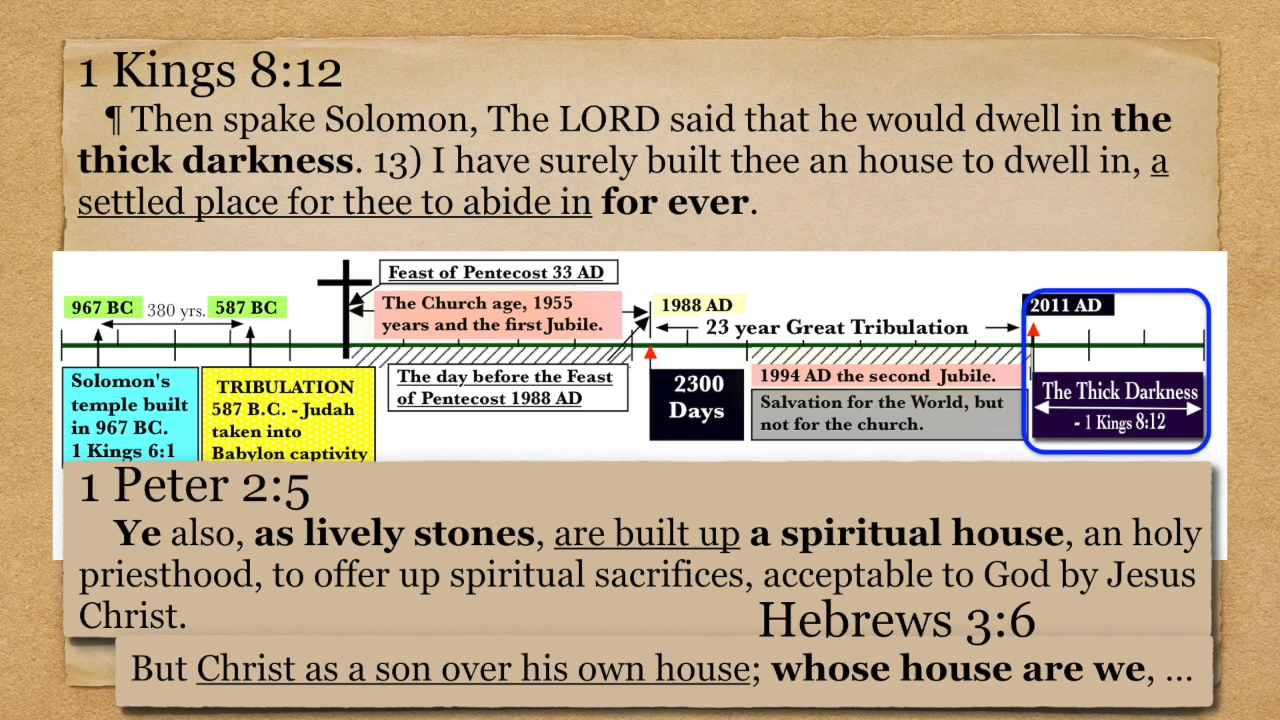 1 Kings 8:12
¶ Then spake Solomon, The LORD said that he would dwell in the
thick darkness. 13) I have surely built thee an house to dwell in, a
settled place for thee to abide in for ever.
Feast of Pentecost 33 AD
967 BC 380 yrs. 587 BC
The Church age, 1955
years and the first Jubilee.
1988 AD
2011 AD
23 year Great Tribulation
The day before the Feast
of Pentecost 1988 AD
2300
Days
1994 AD the second Jubile.
Salvation for the World, but
not for the church.
The Thick Darkness
- 1 Kings 8:12
Solomon's
temple built
in 967 BC.
1 Kings 6:1
TRIBULATION
587 B.C. - Judah
taken into
Babylon captivity
1 Peter 2:5
Ye also, as lively stones, are built up a spiritual house, an holy
priesthood, to offer up spiritual sacrifices, acceptable to God by Jesus
Christ.
Hebrews 3:6
But Christ as a son over his own house; whose house are we, ...